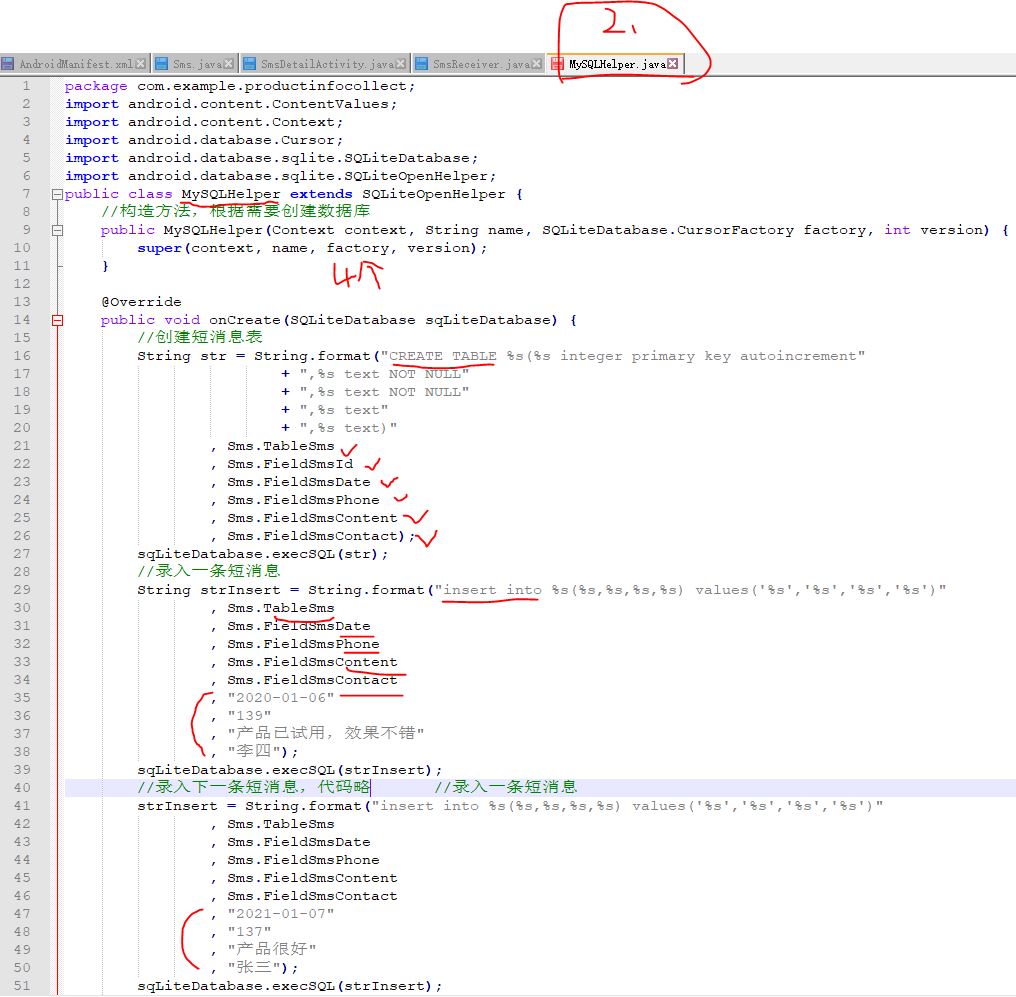 2.
AndroidManifest.xml Sms.java SmsDetailActivity.java SmsReceiver.java MySQLHelper.java
1 package com.example.productinfocollect;
2 import android.content.ContentValues;
3 import android.content.Context;
4 import android.database.Cursor;
5 import android.database.sqlite.SQLiteDatabase;
6 import android.database.sqlite.SQLiteOpenHelper;
7 public class MySQLHelper extends SQLiteOpenHelper {
8 //构造方法，根据需要创建数据库
9 public MySQLHelper(Context context, String name, SQLiteDatabase.CursorFactory factory, int version) {
10 super(context, name, factory, version);
11 }
4个
12
13 @Override
14 public void onCreate(SQLiteDatabase sqLiteDatabase) {
15 //创建短消息表
16 String str = String.format("CREATE TABLE %s(%s integer primary key autoincrement"
17 + ",%s text NOT NULL"
18 + ",%s text NOT NULL"
19 + ",%s text"
20 + ",%s text)"
21 , Sms.TableSms
22 , Sms.FieldSmsId
23 , Sms.FieldSmsDate
24 , Sms.FieldSmsPhone
25 , Sms.FieldSmsContent
26 , Sms.FieldSmsContact);
27 sqLiteDatabase.execSQL(str);
28 //录入一条短消息
29 String strInsert = String.format("insert into %s(%s,%s,%s,%s) values('%s','%s','%s','%s')"
30 , Sms.TableSms
31 , Sms.FieldSmsDate
32 , Sms.FieldSmsPhone
33 , Sms.FieldSmsContent
34 , Sms.FieldSmsContact
35 , "2020-01-06"
36 , "139"
37 , "产品已试用，效果不错"
38 , "李四");
39 sqLiteDatabase.execSQL(strInsert);
40 //录入下一条短消息，代码略 //录入一条短消息
41 strInsert = String.format("insert into %s(%s,%s,%s,%s) values('%s','%s','%s','%s')"
42 , Sms.TableSms
43 , Sms.FieldSmsDate
44 , Sms.FieldSmsPhone
45 , Sms.FieldSmsContent
46 , Sms.FieldSmsContact
47 , "2021-01-07"
48 , "137"
49 , "产品很好"
50 , "张三");
51 sqLiteDatabase.execSQL(strInsert);